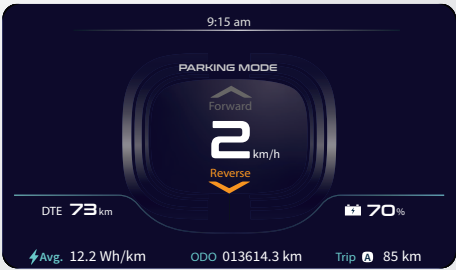 9:15 am
PARKING MODE
Forward
2 km/h
Reverse
DTE 73 km
70%
Avg. 12.2 Wh/km ODO 013614.3 km Trip A 85 km